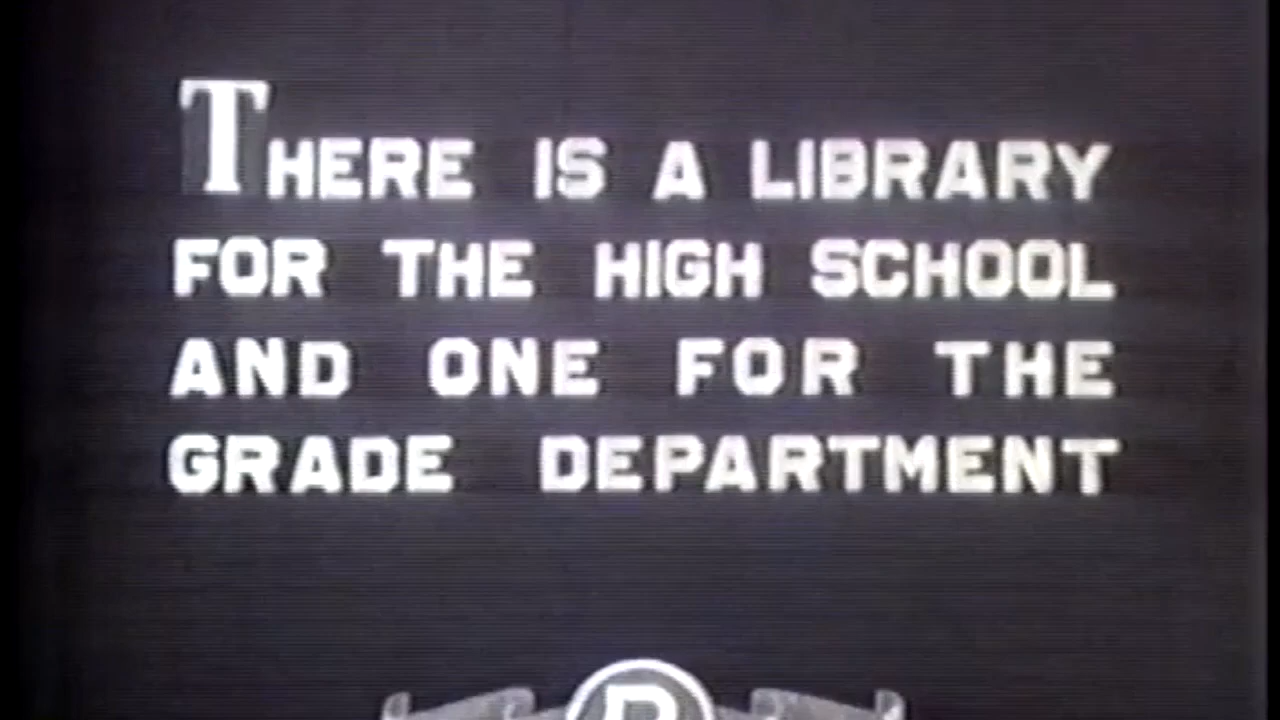 THERE IS A LIBRARY
FOR THE HIGH SCHOOL
AND ONE FOR THE
GRADE DEPARTMENT